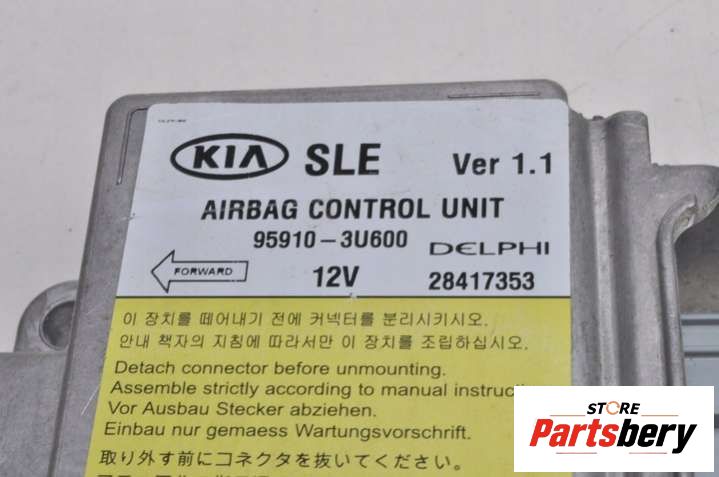 KIA SLE Ver 1.1
AIRBAG CONTROL UNIT
95910-3U600 DELPHI
FORWARD 12V 28417353
이 장치를 떼어내기 전에 커넥터를 분리시키시오.
안내 책자의 지침에 따라서만 이 장치를 조립하십시오.
Detach connector before unmounting.
Assemble strictly according to manual instructi
Vor Ausbau Stecker abziehen.
Einbau nur gemaess Wartungsvorschrift.
取り外す前にコネクタを抜いてください。
STORE
Partsbery